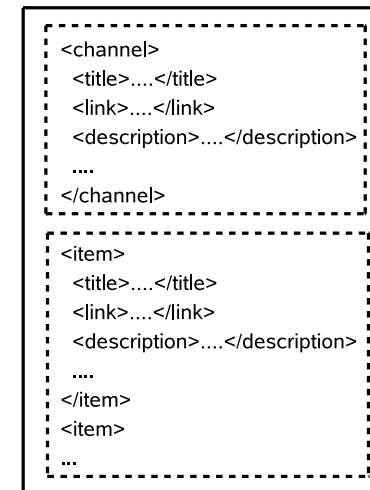 <channel>
<title>....</title>
<link>....</link>
<description>....</description>
....
</channel>
<item>
<title>....</title>
<link>....</link>
<description>....</description>
....
</item>
<item>
...